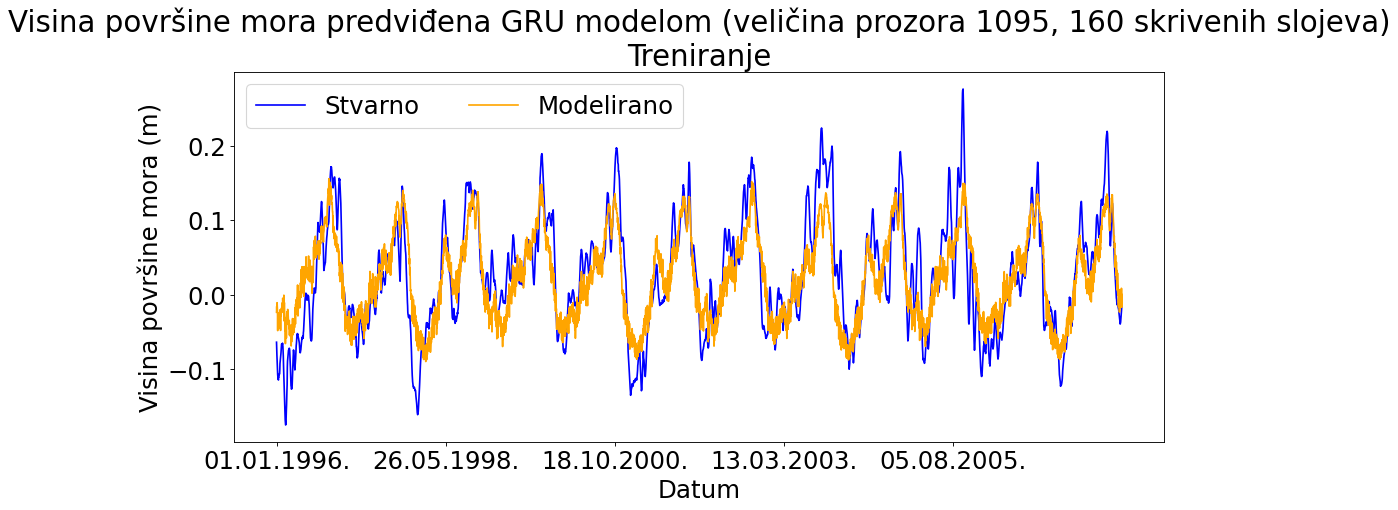 Visina površine mora predviđena GRU modelom (veličina prozora 1095, 160 skrivenih slojeva)
Treniranje
Stvarno
Modelirano
Visina površine mora (m)
0.2
0.1
0.0
−0.1
01.01.1996.
26.05.1998.
18.10.2000.
13.03.2003.
05.08.2005.
Datum